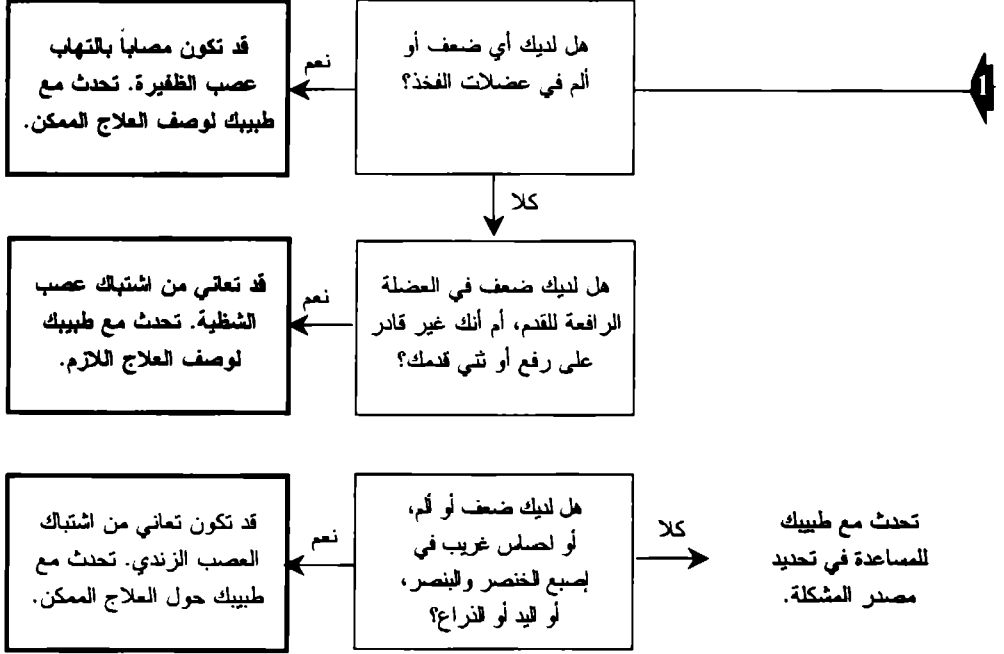 1
هل لديك أي ضعف أو
ألم في عضلات الفخذ؟
نعم
قد تكون مصاباً بالتهاب
عصب الظفيرة. تحدث مع
طبيبك لوصف العلاج الممكن.
كلا
هل لديك ضعف في العضلة
الرافعة للقدم، أم أنك غير قادر
على رفع أو ثني قدمك؟
نعم
قد تعاني من اشتباك عصب
الشظية. تحدث مع طبيبك
لوصف العلاج اللازم.
هل لديك ضعف أو ألم،
أو احساس غريب في
إصبع الخنصر والبنصر،
أو اليد أو الذراع؟
نعم
قد تكون تعاني من اشتباك
العصب الزندي. تحدث مع
طبيبك حول العلاج الممكن.
كلا
تحدث مع طبيبك
للمساعدة في تحديد
مصدر المشكلة.